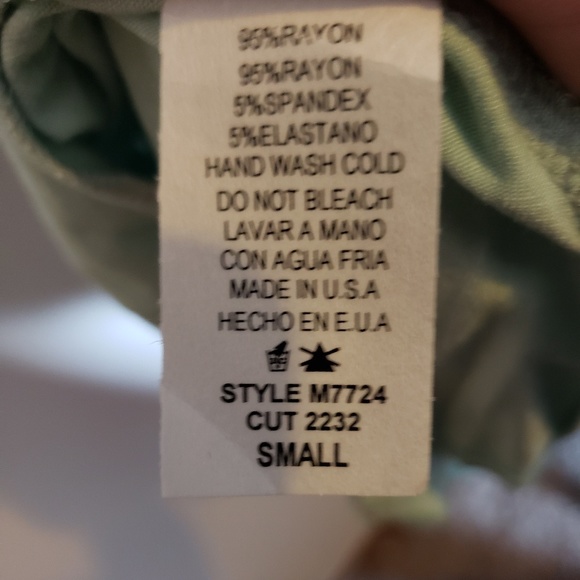 95%RAYON
95%RAYON
5%SPANDEX
5%ELASTANO
HAND WASH COLD
DO NOT BLEACH
LAVAR A MANO
CON AGUA FRIA
MADE IN U.S.A
HECHO EN E.U.A
STYLE M7724
CUT 2232
SMALL